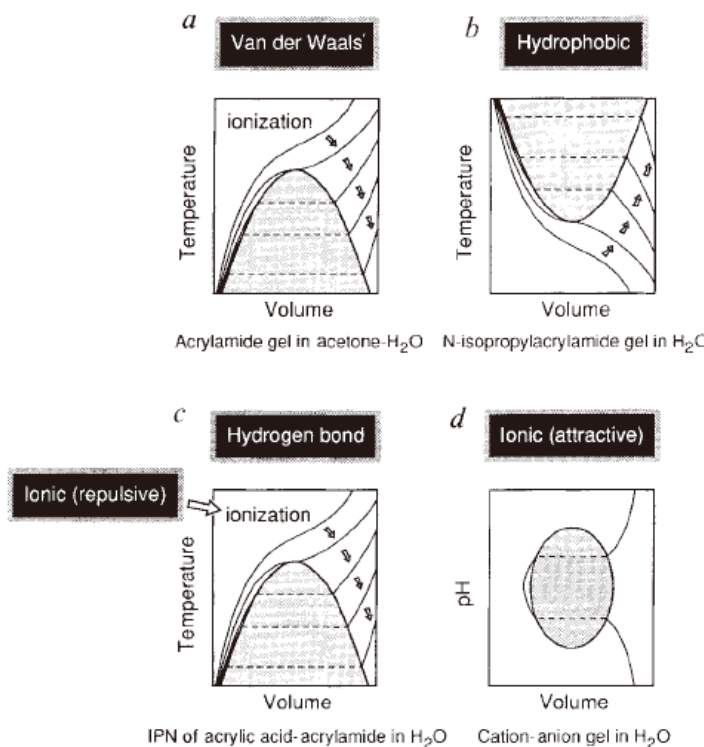 a
Van der Waals'
b
Hydrophobic
ionization
Temperature
Volume
Acrylamide gel in acetone-H₂O
Temperature
Volume
N-isopropylacrylamide gel in H₂O
c
Hydrogen bond
d
Ionic (attractive)
Ionic (repulsive)
ionization
Temperature
Volume
IPN of acrylic acid-acrylamide in H₂O
pH
Volume
Cation-anion gel in H₂O